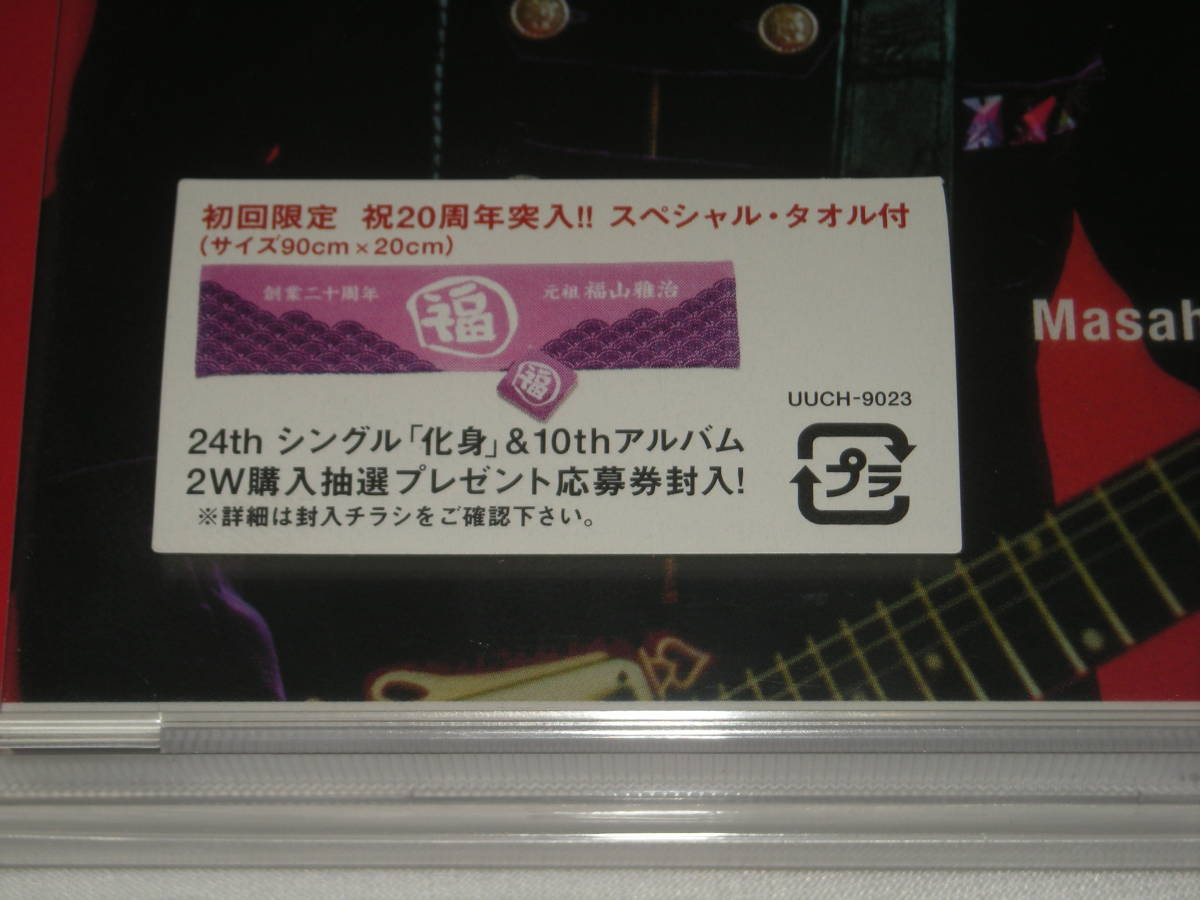 初回限定 祝20周年突入!! スペシャル・タオル付
(サイズ90cm×20cm)
創業二十周年 福 元祖 福山雅治
福
Masah
UUCH-9023
24th シングル「化身」&10thアルバム
2W購入抽選プレゼント応募券封入!
※詳細は封入チラシをご確認下さい。
プラ